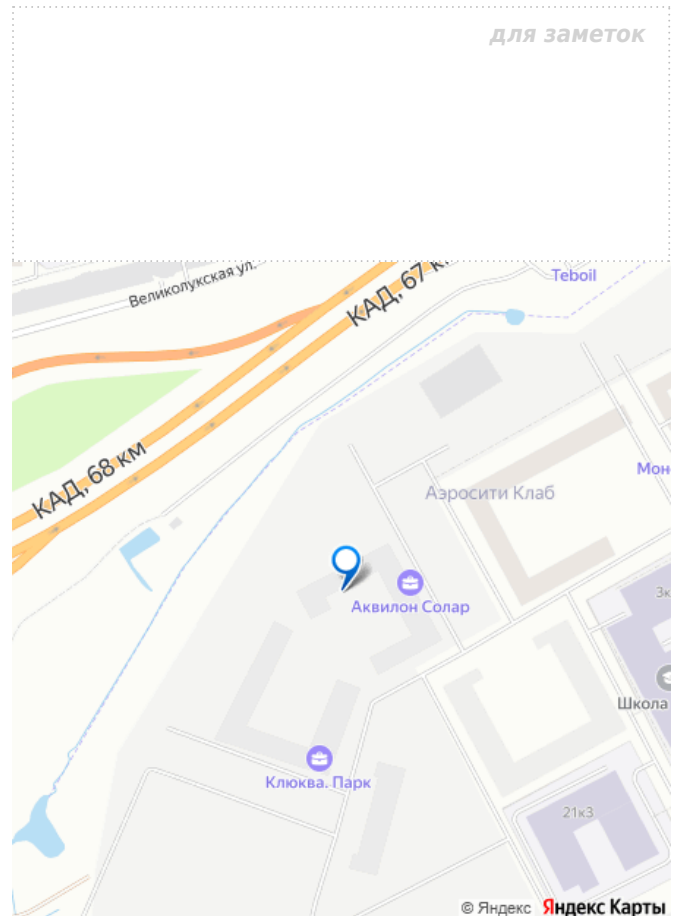 для заметок
Великолукская ул.
КАД, 67 к
Teboil
КАД, 68 км
Мон
Аэросити Клаб
Аквилон Солар
3к
Школа
Клюква. Парк
21к3
© Яндекс Яндекс Карты